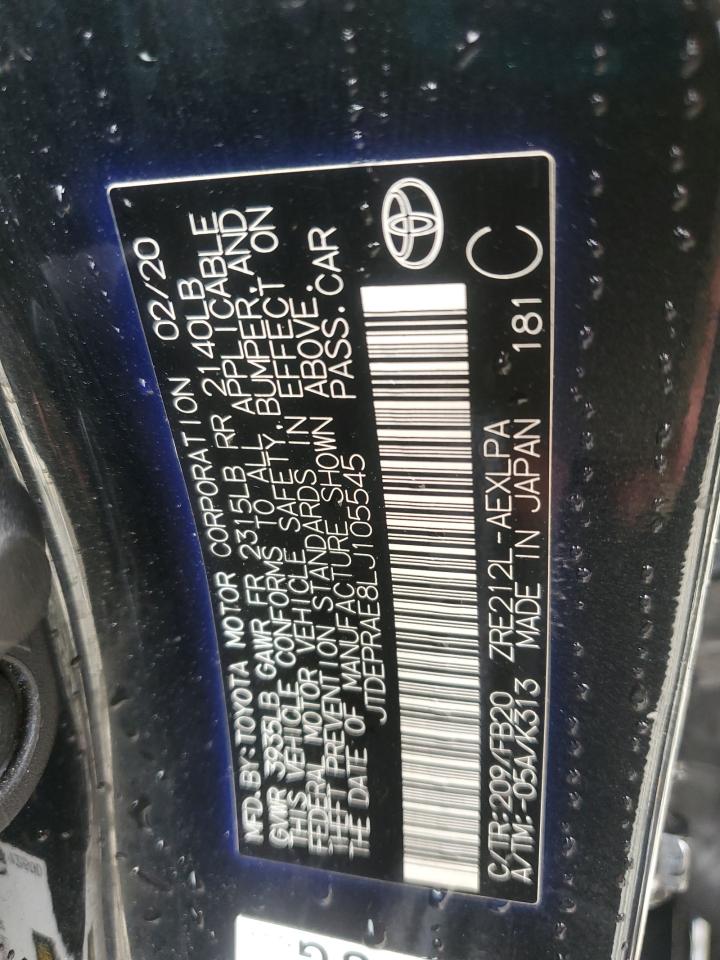 MFD. BY: TOYOTA MOTOR CORPORATION 02/20
GVWR 3935LB GAWR FR 2315LB RR 2140LB
THIS VEHICLE CONFORMS TO ALL APPLICABLE
FEDERAL MOTOR VEHICLE SAFETY, BUMPER, AND
THEFT PREVENTION STANDARDS IN EFFECT ON
THE DATE OF MANUFACTURE SHOWN ABOVE.
JTDEPRAE8LJ105545 PASS. CAR
C/TR: 209/FB20 ZRE212L-AEXLPA
A/TM: -05A/K313 MADE IN JAPAN 181
C